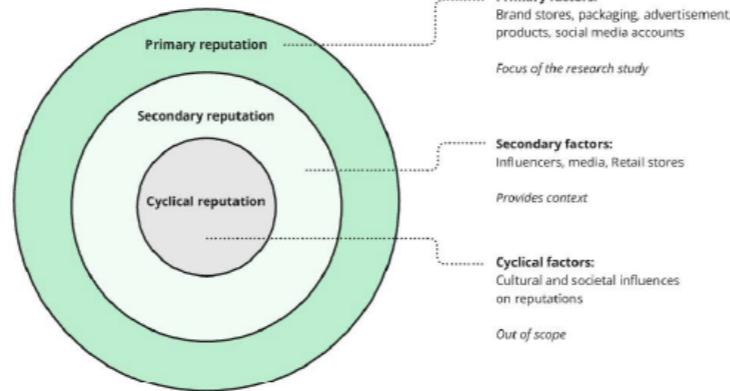 Primary reputation
Secondary reputation
Cyclical reputation
Brand stores, packaging, advertisement,
products, social media accounts
Focus of the research study
Secondary factors:
Influencers, media, Retail stores
Provides context
Cyclical factors:
Cultural and societal influences
on reputations
Out of scope